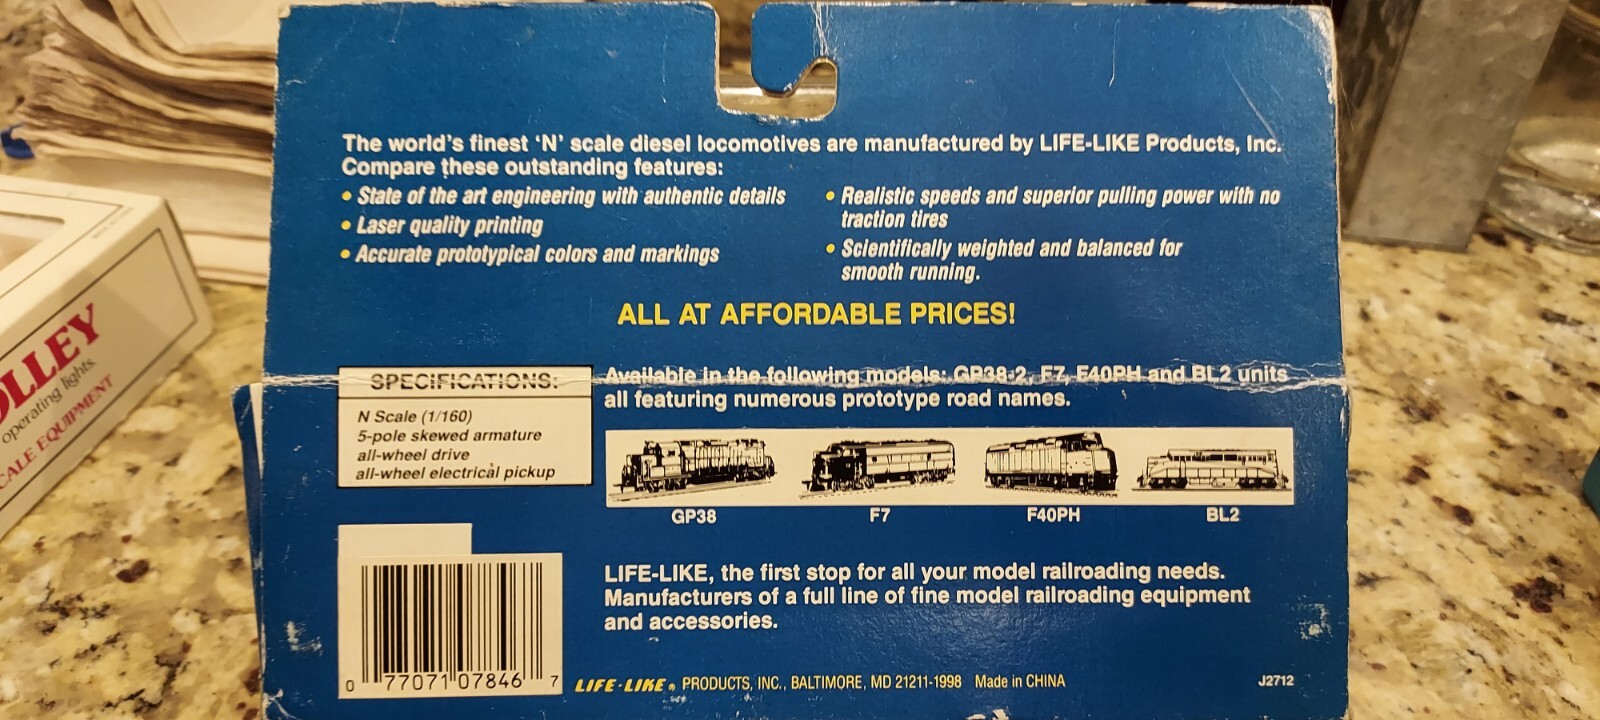 The world's finest 'N' scale diesel locomotives are manufactured by LIFE-LIKE Products, Inc.
Compare these outstanding features:
• State of the art engineering with authentic details
• Laser quality printing
• Accurate prototypical colors and markings
• Realistic speeds and superior pulling power with no
traction tires
• Scientifically weighted and balanced for
smooth running.
ALL AT AFFORDABLE PRICES!
SPECIFICATIONS:
N Scale (1/160)
5-pole skewed armature
all-wheel drive
all-wheel electrical pickup
Available in the following models: GP38-2, F7, F40PH and BL2 units
all featuring numerous prototype road names.
GP38
F7
F40PH
BL2
LIFE-LIKE, the first stop for all your model railroading needs.
Manufacturers of a full line of fine model railroading equipment
and accessories.
0 77071 07846 7
LIFE-LIKE® PRODUCTS, INC., BALTIMORE, MD 21211-1998 Made in CHINA
J2712
OLLEY
operating lights.
CALE EQUIPMENT